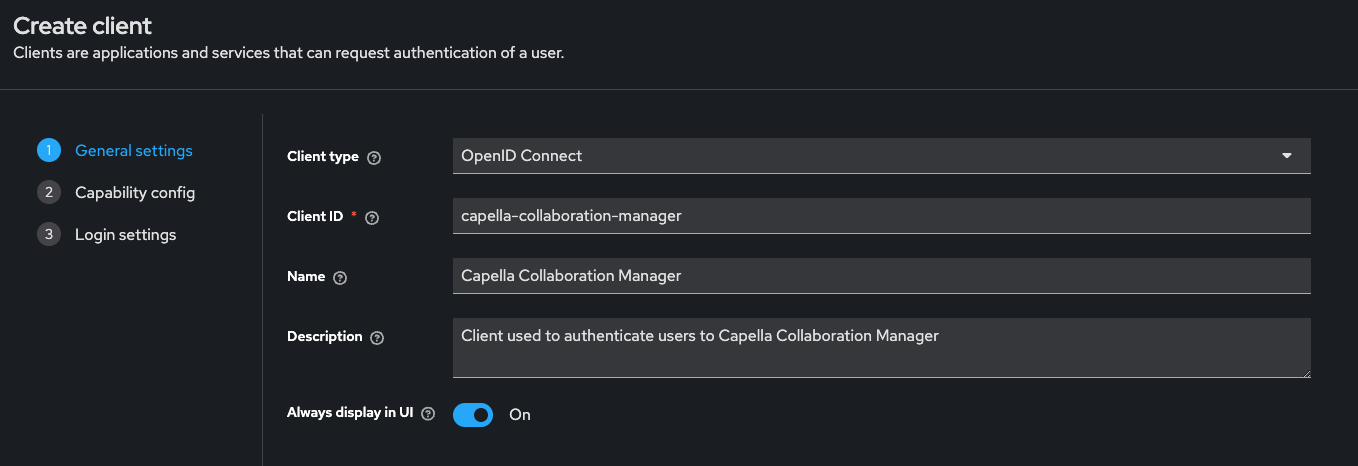 Create client
Clients are applications and services that can request authentication of a user.
1 General settings
2 Capability config
3 Login settings
Client type ?
OpenID Connect
Client ID * ?
capella-collaboration-manager
Name ?
Capella Collaboration Manager
Description ?
Client used to authenticate users to Capella Collaboration Manager
Always display in UI ?
On